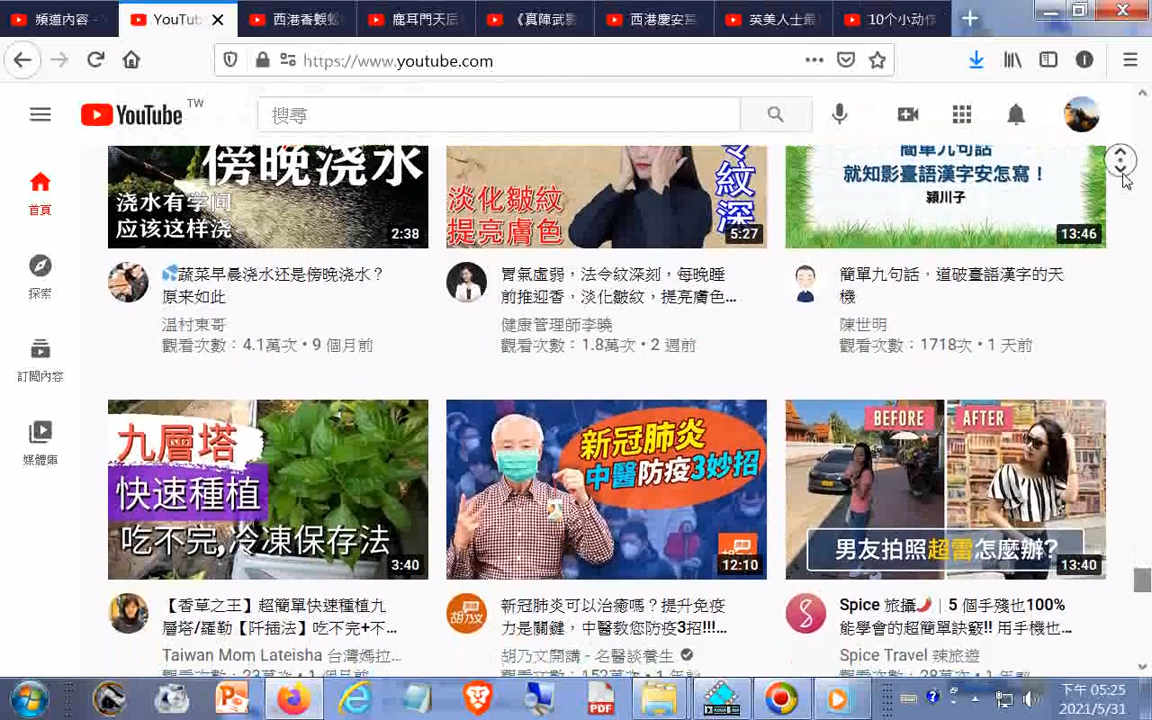 頻道內容 -
YouTub
西港香觀蚣
鹿耳門天后
《真陳武
西港慶安宮
英美人士最
10个小动作
https://www.youtube.com
YouTube TW
搜尋
首頁
探索
訂閱內容
媒體庫
傍晚浇水
浇水有学问
应该这样浇
2:38
令
紋
紋深
淡化皺紋
提亮膚色
5:27
簡單九句話
就知影臺語漢字安怎寫！
潁川子
13:46
💦蔬菜早晨浇水还是傍晚浇水？
原来如此
温村東哥
觀看次數：4.1萬次 • 9 個月前
胃氣虛弱，法令紋深刻，每晚睡
前推迎香，淡化皺紋，提亮膚色...
健康管理師李曉
觀看次數：1.8萬次 • 2 週前
簡單九句話，道破臺語漢字的天
機
陳世明
觀看次數：1718次 • 1 天前
九層塔
快速種植
吃不完,冷凍保存法
3:40
新冠肺炎
中醫防疫3妙招
12:10
BEFORE
AFTER
男友拍照超雷怎麼辦?
13:40
【香草之王】超簡單快速種植九
層塔/羅勒【阡插法】吃不完+不...
Taiwan Mom Lateisha 台灣媽拉...
新冠肺炎可以治癒嗎？提升免疫
力是關鍵，中醫教您防疫3招!!!...
胡乃文
胡乃文開講 - 名醫談養生
Spice 旅攝🌶️｜5 個手殘也100%
能學會的超簡單訣竅!! 用手機也...
Spice Travel 辣旅遊
PDF
下午 05:25
2021/5/31